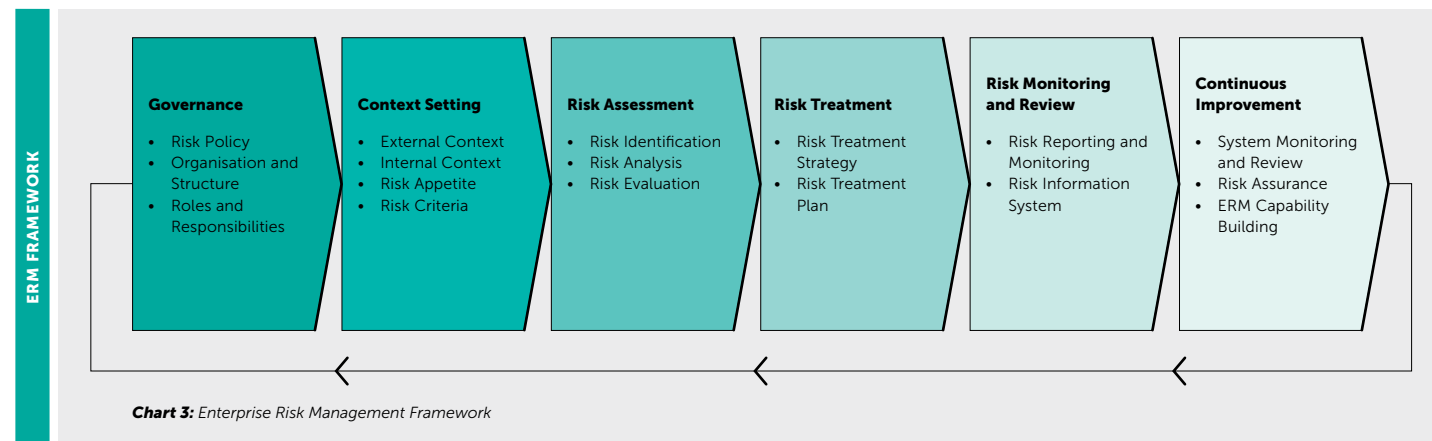 ERM FRAMEWORK
Governance
• Risk Policy
• Organisation and
Structure
• Roles and
Responsibilities
Context Setting
• External Context
• Internal Context
• Risk Appetite
• Risk Criteria
Risk Assessment
• Risk Identification
• Risk Analysis
• Risk Evaluation
Risk Treatment
• Risk Treatment
Strategy
• Risk Treatment
Plan
Risk Monitoring
and Review
• Risk Reporting and
Monitoring
• Risk Information
System
Continuous
Improvement
• System Monitoring
and Review
• Risk Assurance
• ERM Capability
Building
Chart 3: Enterprise Risk Management Framework